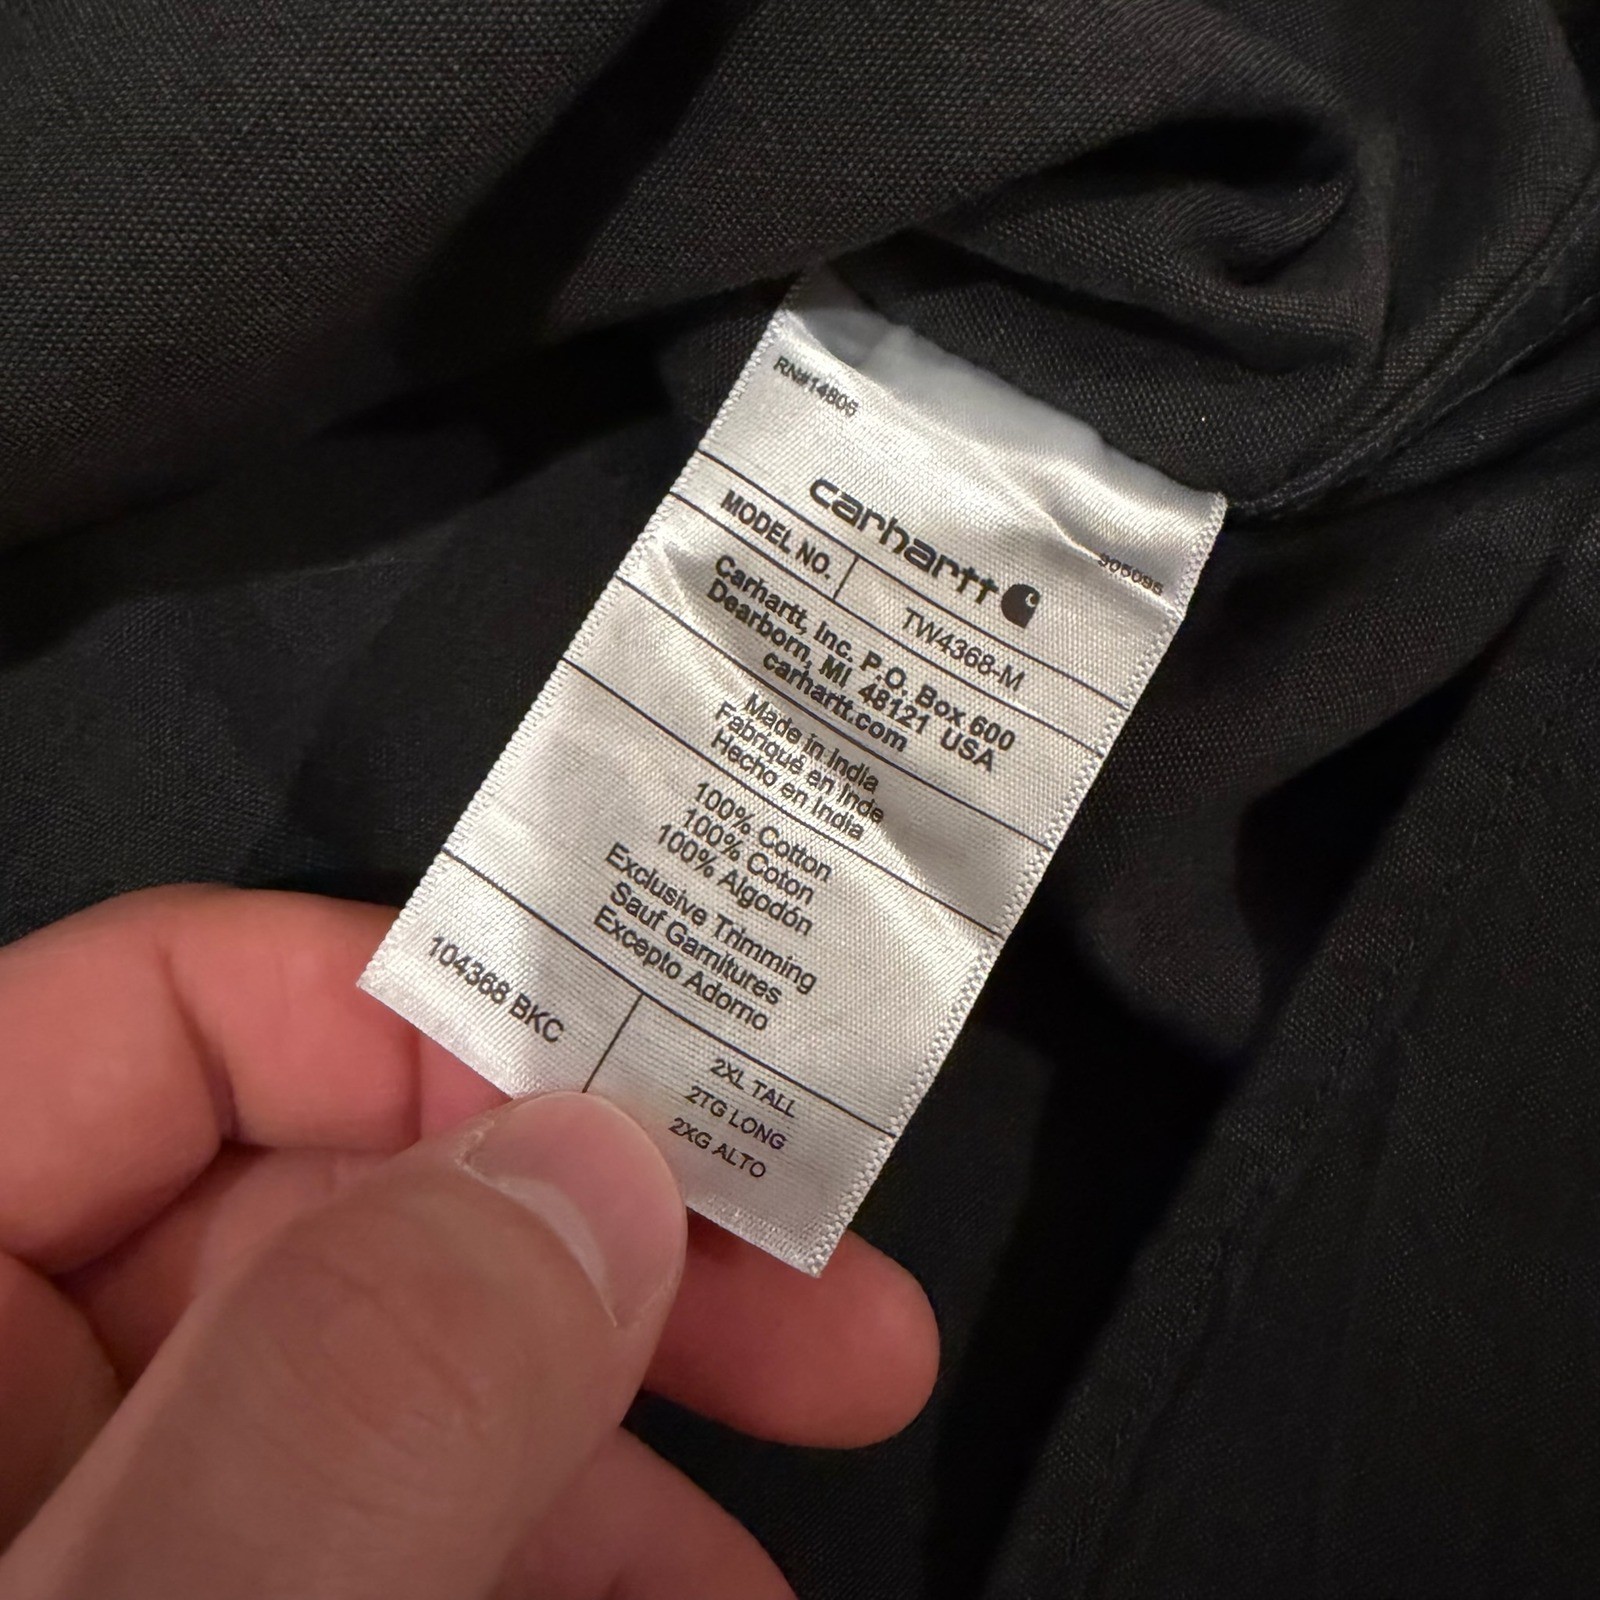 RN#14806
carhartt
905095
MODEL NO. TW4368-M
Carhartt, Inc. P.O. Box 600
Dearborn, MI 48121 USA
carhartt.com
Made in India
Fabriqué en Inde
Hecho en India
100% Cotton
100% Coton
100% Algodón
Exclusive Trimming
Sauf Garnitures
Excepto Adorno
104368 BKC
2XL TALL
2TG LONG
2XG ALTO